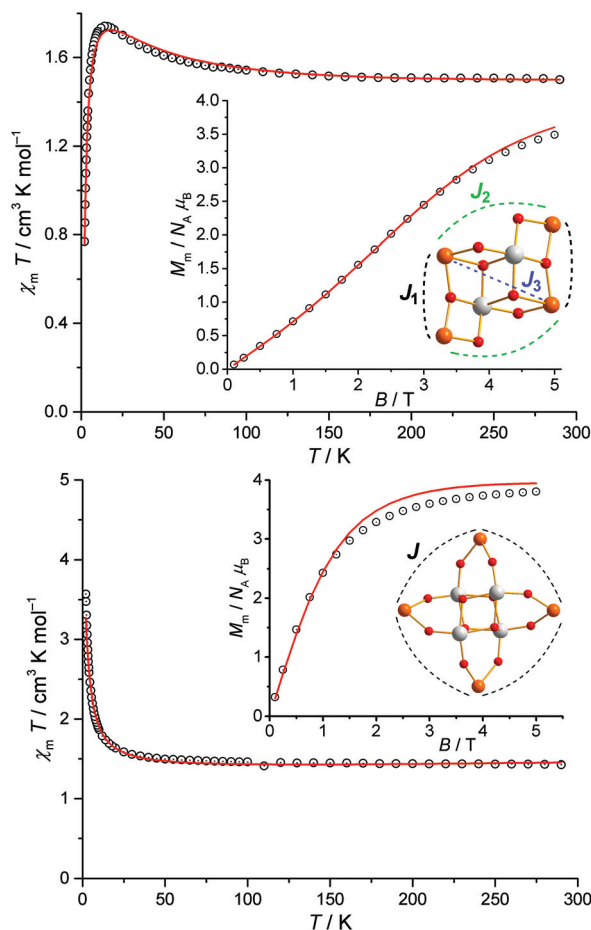 χm T / cm³ K mol⁻¹
1.6
1.2
0.8
0.4
0.0
0 50 100 150 200 250 300
T / K
Mm / NA μB
4.0
3.5
3.0
2.5
2.0
1.5
1.0
0.5
0.0
0 1 2 3 4 5
B / T
J2
J1
J3
χm T / cm³ K mol⁻¹
5
4
3
2
1
0
0 25 50 75 100 150 200 250 300
T / K
Mm / NA μB
4
3
2
1
0
0 1 2 3 4 5
B / T
J